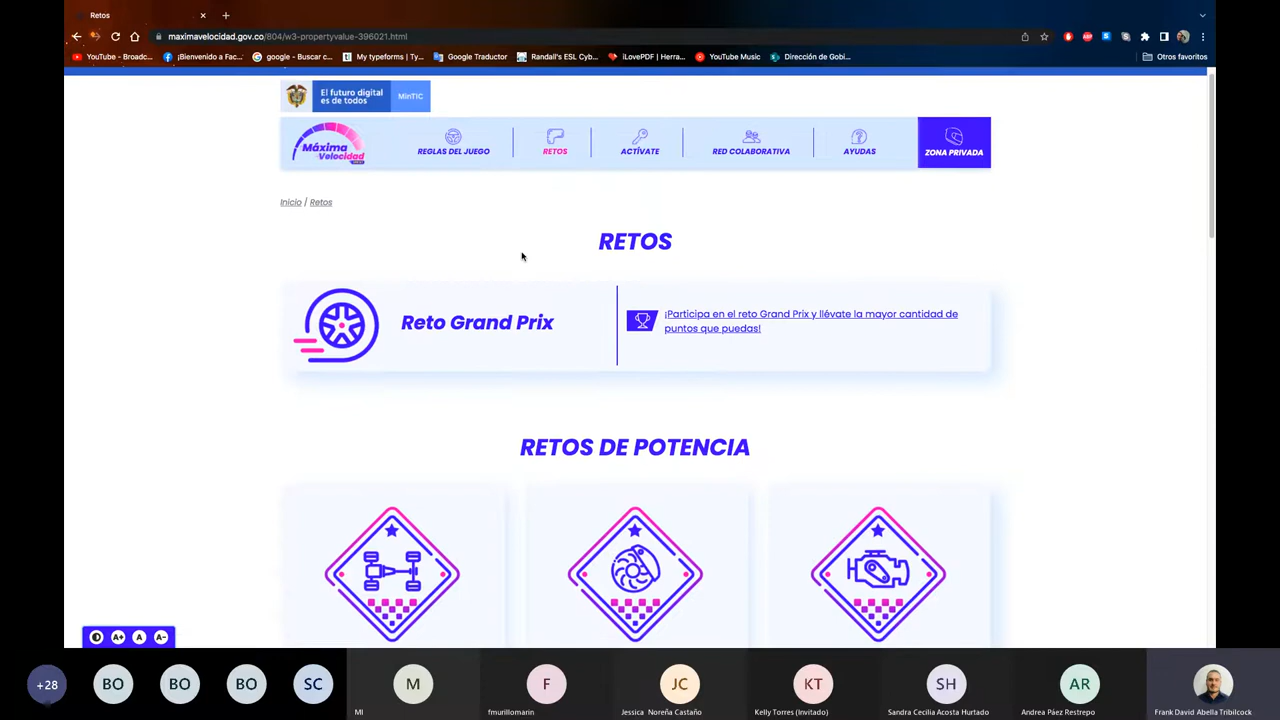 Retos
maximavelocidad.gov.co/804/w3-propertyvalue-396021.html
YouTube - Broadc...
¡Bienvenido a Fac...
google - Buscar c...
My typeforms | Ty...
Google Traductor
Randall's ESL Cyb...
iLovePDF | Herra...
YouTube Music
Dirección de Gobi...
Otros favoritos
El futuro digital
es de todos
MinTIC
Máxima
Velocidad
REGLAS DEL JUEGO
RETOS
ACTÍVATE
RED COLABORATIVA
AYUDAS
ZONA PRIVADA
Inicio / Retos
RETOS
Reto Grand Prix
¡Participa en el reto Grand Prix y llévate la mayor cantidad de
puntos que puedas!
RETOS DE POTENCIA
A+
A
A-
+28
BO
BO
BO
SC
M
F
JC
KT
SH
AR
MI
fmurillomarin
Jessica Noreña Castaño
Kelly Torres (Invitado)
Sandra Cecilia Acosta Hurtado
Andrea Páez Restrepo
Frank David Abella Tribilcock